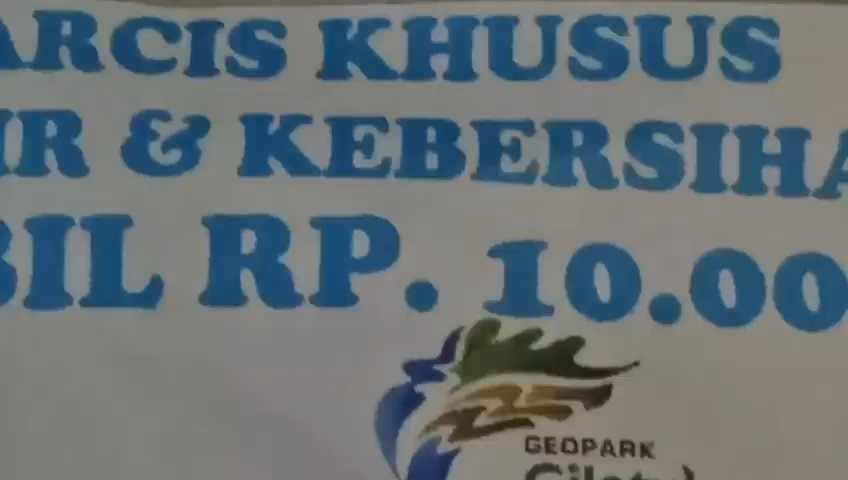 ARCIS KHUSUS
IR & KEBERSIHA
BIL RP. 10.00
GEOPARK